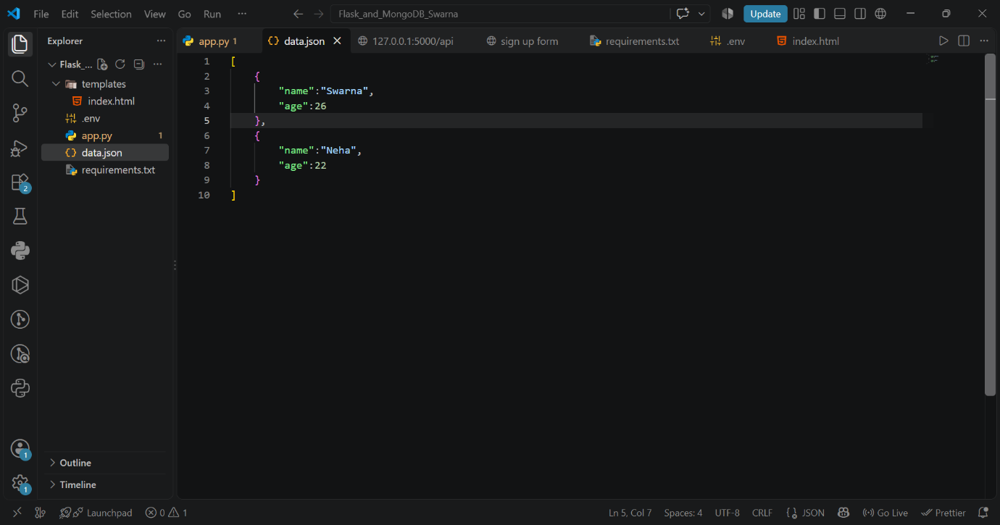 File Edit Selection View Go Run ··· Flask_and_MongoDB_Swarna Update
Explorer ···
Flask_... ···
templates
index.html
.env
app.py 1
data.json
requirements.txt
Outline
Timeline
2
1
1
app.py 1 data.json 127.0.0.1:5000/api sign up form requirements.txt .env index.html ···
1 [
2 {
3 "name":"Swarna",
4 "age":26
5 },
6 {
7 "name":"Neha",
8 "age":22
9 }
10 ]
Launchpad 0 1 Ln 5, Col 7 Spaces: 4 UTF-8 CRLF JSON Go Live Prettier